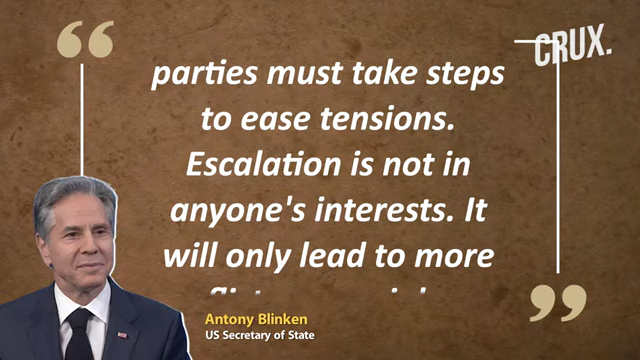 CRUX.
parties must take steps
to ease tensions.
Escalation is not in
anyone's interests. It
will only lead to more
Antony Blinken
US Secretary of State